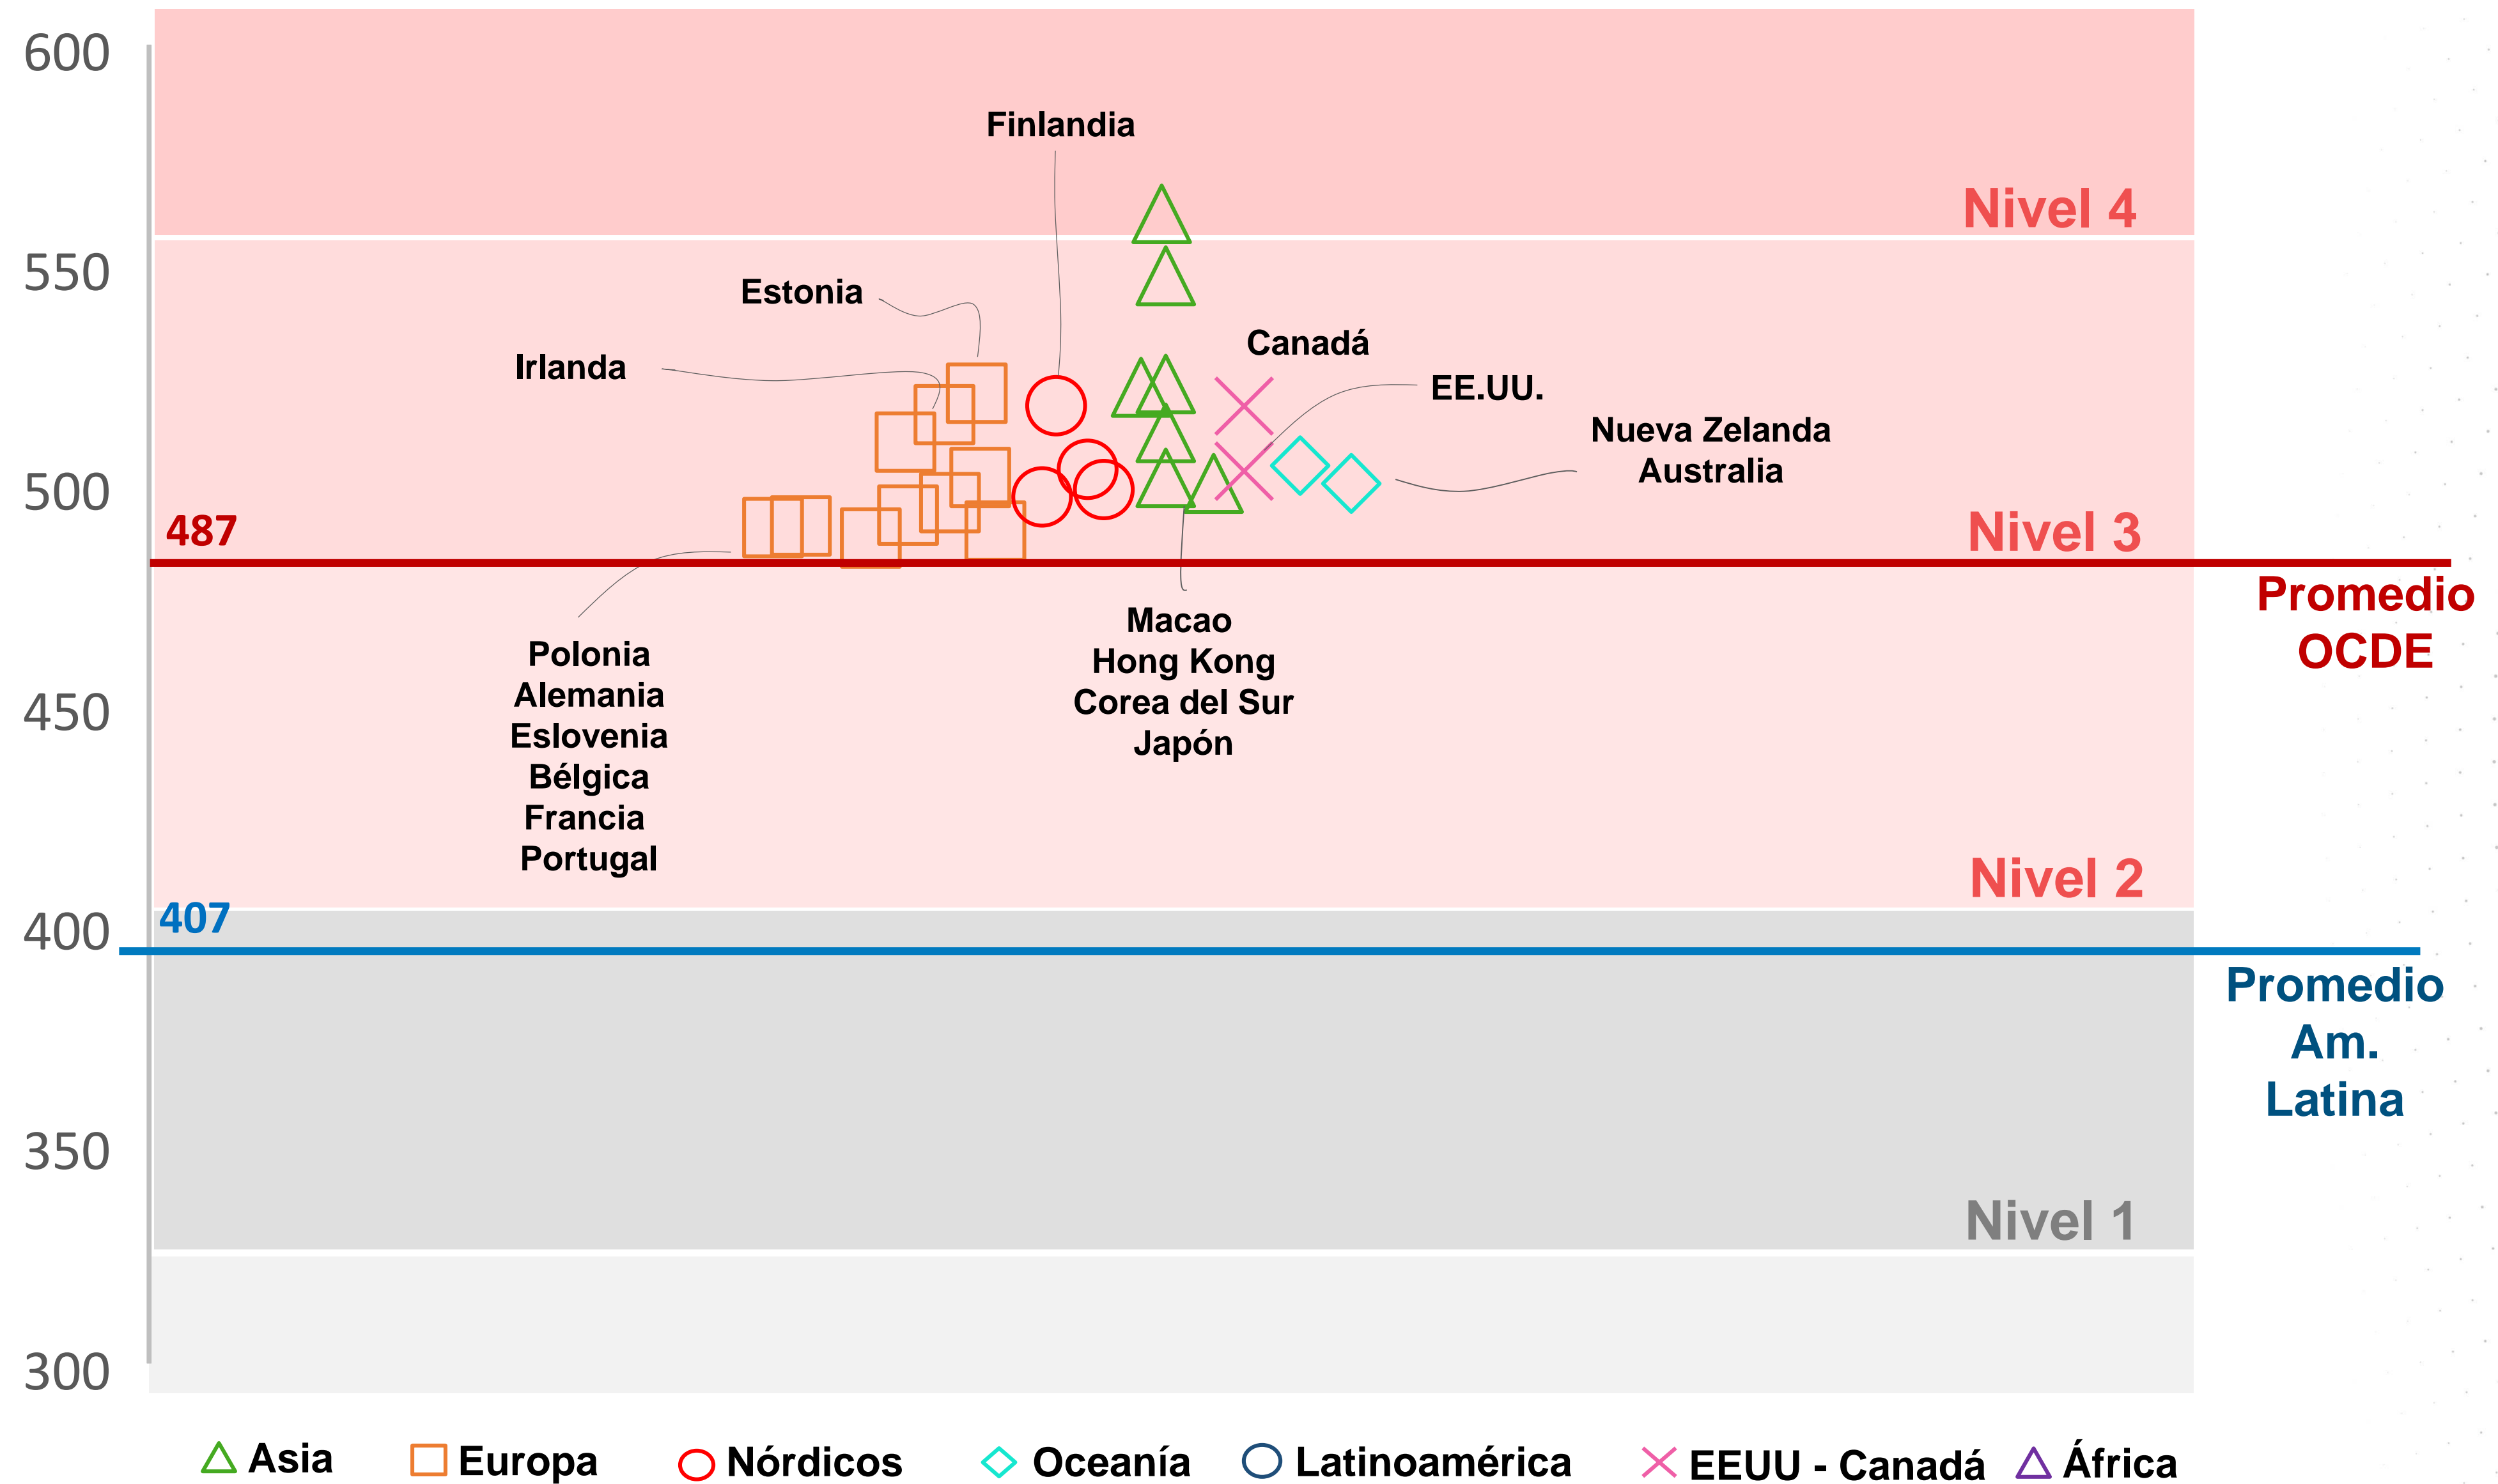 600
Finlandia
Nivel 4
550
Estonia
Canadá
Irlanda
EE.UU.
Nueva Zelanda
Australia
500
487
Nivel 3
Promedio
OCDE
Macao
Hong Kong
Corea del Sur
Japón
Polonia
Alemania
Eslovenia
Bélgica
Francia
Portugal
450
Nivel 2
407
400
Promedio
Am.
Latina
350
Nivel 1
300
Asia
Europa
Nórdicos
Oceanía
Latinoamérica
EEUU - Canadá
África